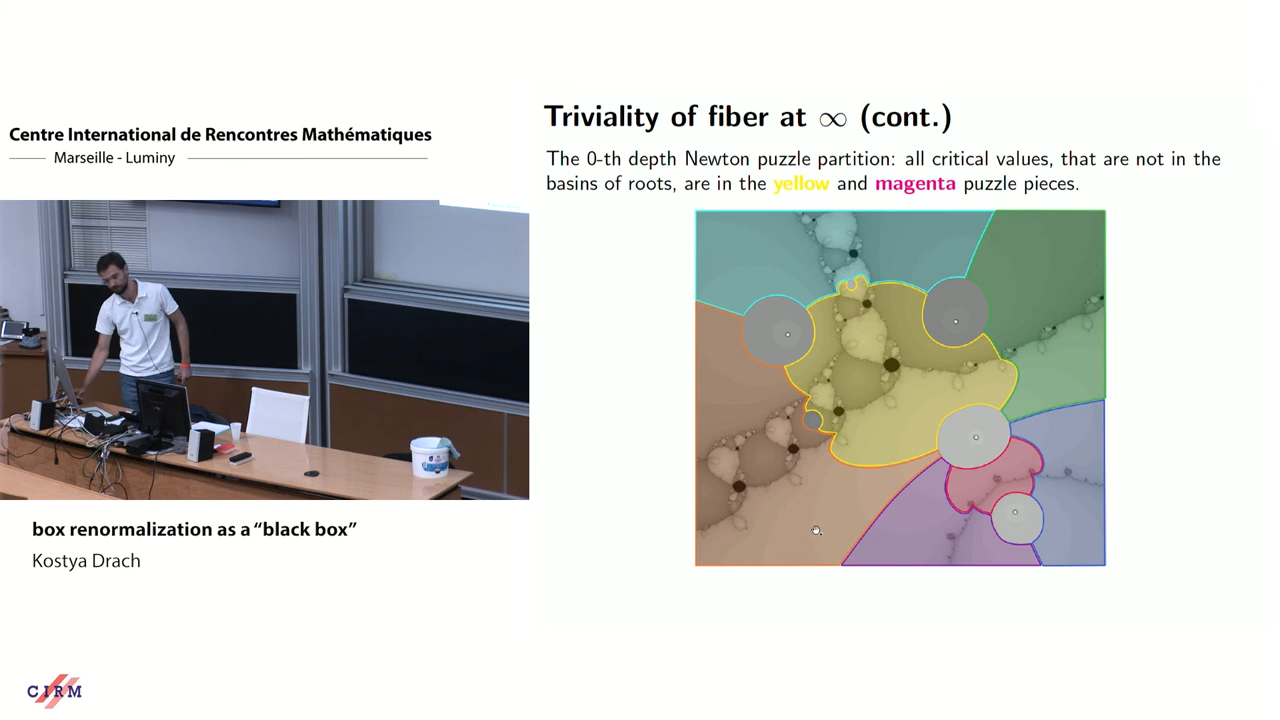 Centre International de Rencontres Mathématiques
Marseille - Luminy
box renormalization as a “black box”
Kostya Drach
CIRM
Triviality of fiber at ∞ (cont.)
The 0-th depth Newton puzzle partition: all critical values, that are not in the
basins of roots, are in the yellow and magenta puzzle pieces.